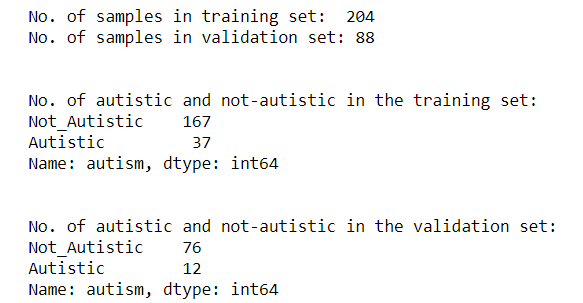 No. of samples in training set:  204
No. of samples in validation set: 88
No. of autistic and not-autistic in the training set:
Not_Autistic    167
Autistic         37
Name: autism, dtype: int64
No. of autistic and not-autistic in the validation set:
Not_Autistic    76
Autistic        12
Name: autism, dtype: int64